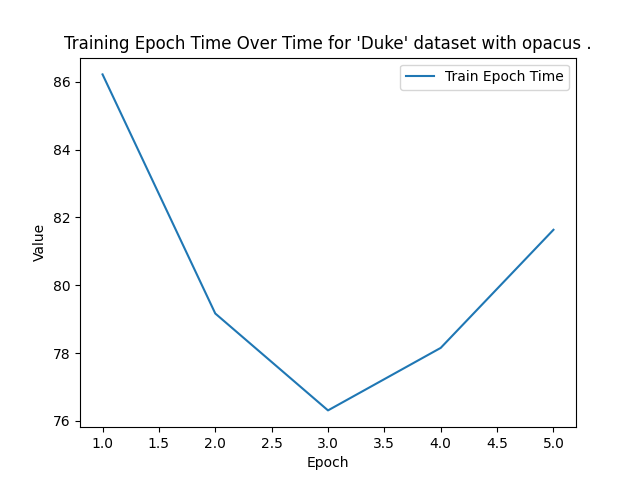 Training Epoch Time Over Time for 'Duke' dataset with opacus .
Train Epoch Time
86
84
82
80
78
76
Value
1.0 1.5 2.0 2.5 3.0 3.5 4.0 4.5 5.0
Epoch